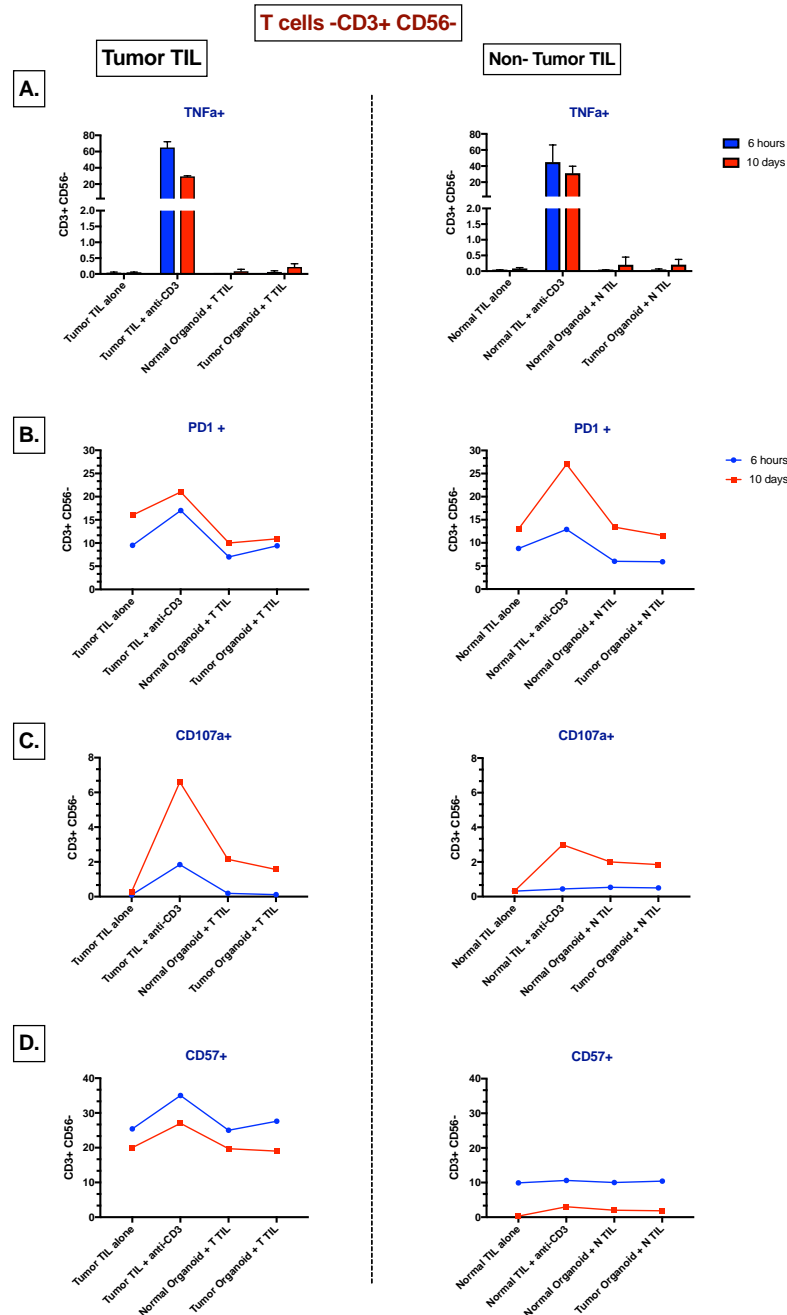 T cells -CD3+ CD56-
Tumor TIL
Non- Tumor TIL
A.
TNFa+
CD3+ CD56-
80
60
40
20
2.0
1.5
1.0
0.5
0.0
Tumor TIL alone
Tumor TIL + anti-CD3
Normal Organoid + T TIL
Tumor Organoid + T TIL
TNFa+
CD3+ CD56-
80
60
40
20
2.0
1.5
1.0
0.5
0.0
Normal TIL alone
Normal TIL + anti-CD3
Normal Organoid + N TIL
Tumor Organoid + N TIL
6 hours
10 days
B.
PD1 +
CD3+ CD56-
30
25
20
15
10
5
0
Tumor TIL alone
Tumor TIL + anti-CD3
Normal Organoid + T TIL
Tumor Organoid + T TIL
PD1 +
CD3+ CD56-
30
25
20
15
10
5
0
Normal TIL alone
Normal TIL + anti-CD3
Normal Organoid + N TIL
Tumor Organoid + N TIL
6 hours
10 days
C.
CD107a+
CD3+ CD56-
8
6
4
2
0
Tumor TIL alone
Tumor TIL + anti-CD3
Normal Organoid + T TIL
Tumor Organoid + T TIL
CD107a+
CD3+ CD56-
8
6
4
2
0
Normal TIL alone
Normal TIL + anti-CD3
Normal Organoid + N TIL
Tumor Organoid + N TIL
D.
CD57+
CD3+ CD56-
40
30
20
10
0
Tumor TIL alone
Tumor TIL + anti-CD3
Normal Organoid + T TIL
Tumor Organoid + T TIL
CD57+
CD3+ CD56-
40
30
20
10
0
Normal TIL alone
Normal TIL + anti-CD3
Normal Organoid + N TIL
Tumor Organoid + N TIL